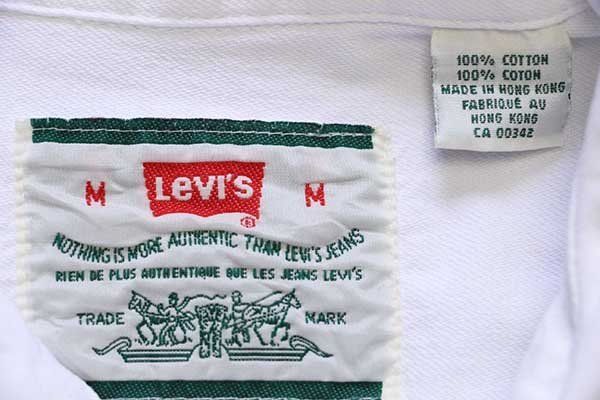 100% COTTON
100% COTON
MADE IN HONG KONG
FABRIQUÉ AU
HONG KONG
CA 00342
M LEVI'S M
®
NOTHING IS MORE AUTHENTIC THAN LEVI'S JEANS
RIEN DE PLUS AUTHENTIQUE QUE LES JEANS LEVI'S
TRADE MARK